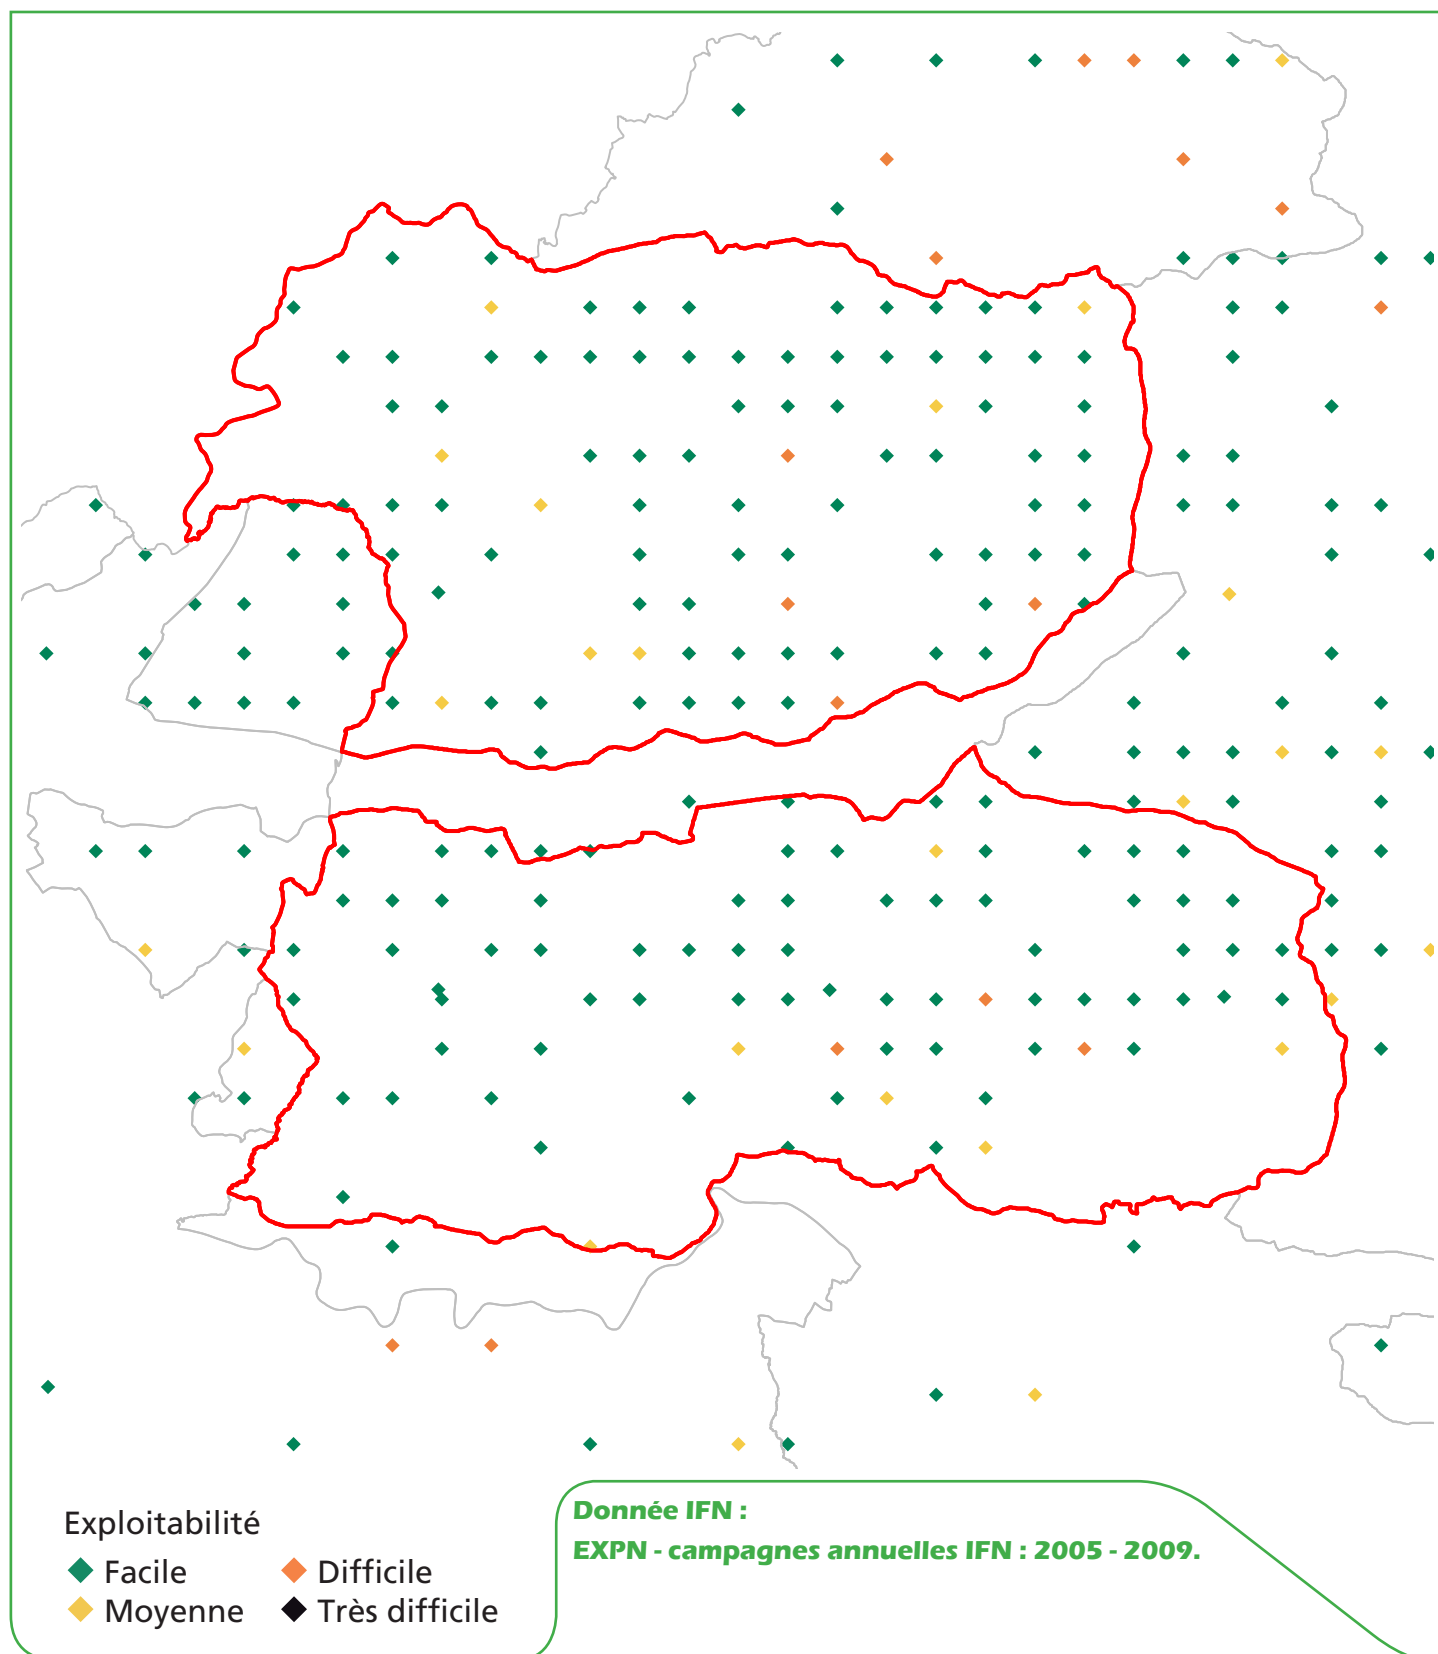 Exploitabilité
Facile
Difficile
Moyenne
Très difficile
Donnée IFN :
EXPN - campagnes annuelles IFN : 2005 - 2009.